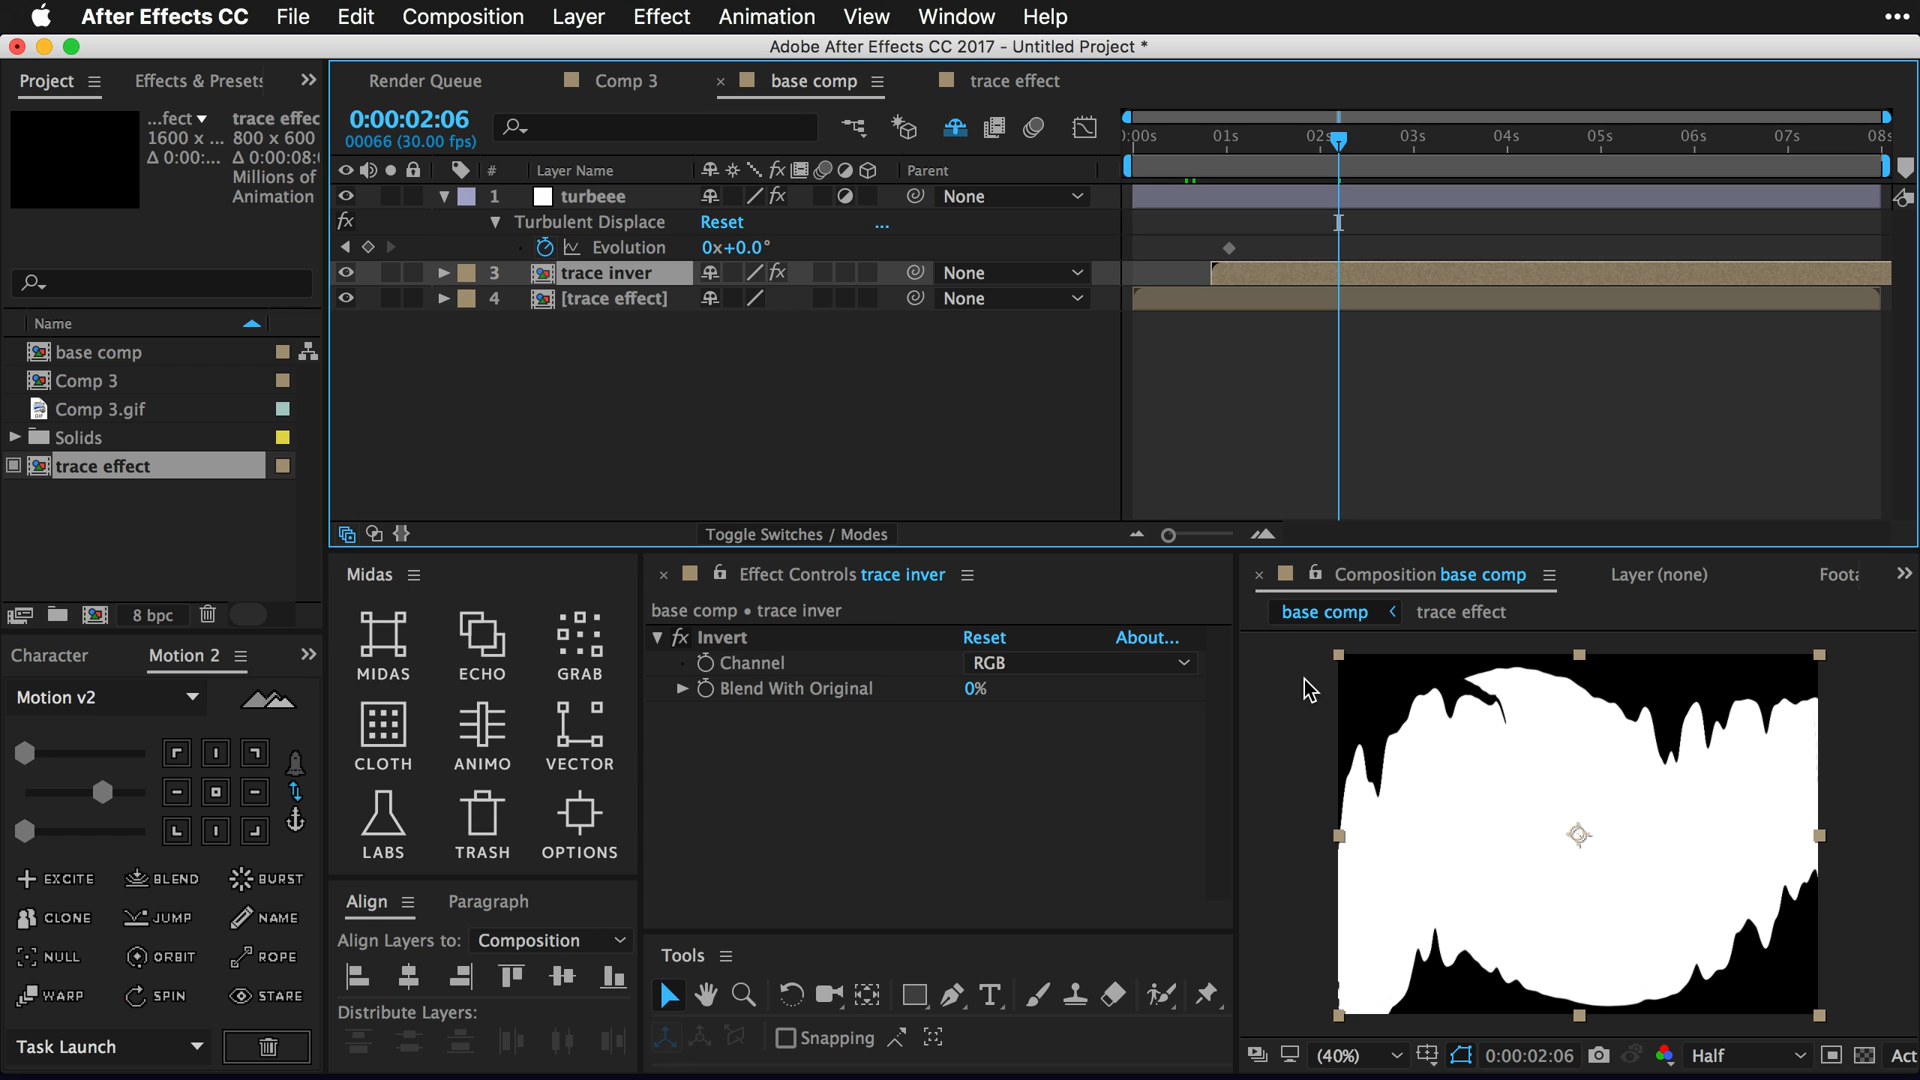 After Effects CC File Edit Composition Layer Effect Animation View Window Help
Adobe After Effects CC 2017 - Untitled Project *
Project
Effects & Presets
...fect
trace effec
1600 x ... 800 x 600
Δ 0:00:... Δ 0:00:08:
Millions of
Animation
Name
base comp
Comp 3
Comp 3.gif
Solids
trace effect
8 bpc
Render Queue
Comp 3
base comp
trace effect
0:00:02:06
00066 (30.00 fps)
# Layer Name
Parent
):00s 01s 02s 03s 04s 05s 06s 07s 08s
1 turbeee None
fx Turbulent Displace Reset ...
Evolution 0x+0.0°
3 trace inver None
4 [trace effect] None
Toggle Switches / Modes
Character
Motion 2
Motion v2
EXCITE BLEND BURST
CLONE JUMP NAME
NULL ORBIT ROPE
WARP SPIN STARE
Task Launch
Midas
MIDAS ECHO GRAB
CLOTH ANIMO VECTOR
LABS TRASH OPTIONS
Align Paragraph
Align Layers to: Composition
Distribute Layers:
Effect Controls trace inver
base comp • trace inver
fx Invert Reset About...
Channel RGB
Blend With Original 0%
Tools
Snapping
Composition base comp
Layer (none)
Foota
base comp
trace effect
(40%) 0:00:02:06 Half Act